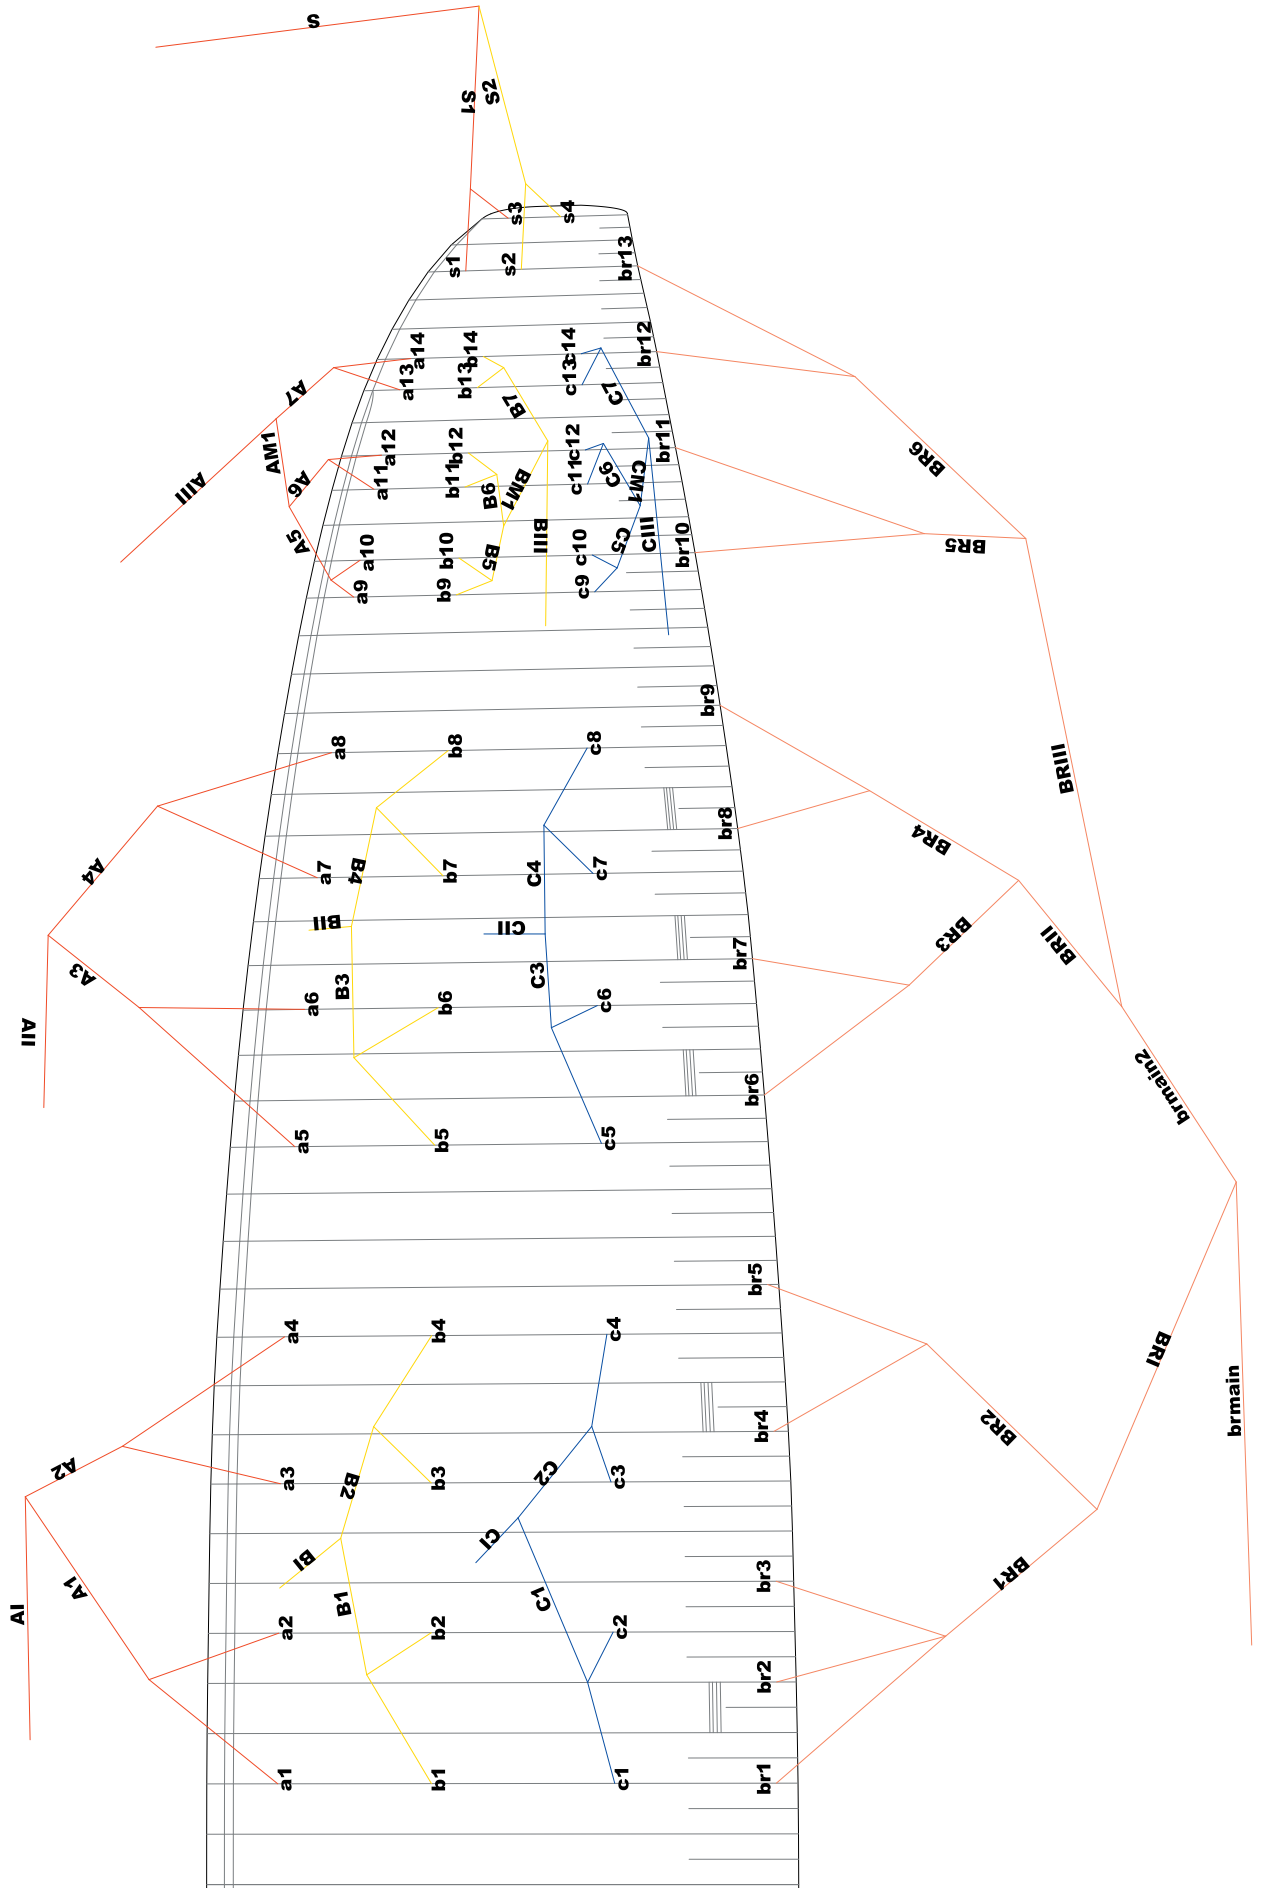 S
S1
S2
s3
s4
s1
s2
br13
a14
b14
c14
br12
a13
b13
c13
A7
B7
C7
AM1
a12
b12
c12
br11
AIII
A6
a11
b11
c11
C6
CM1
B6
BM1
BR6
A5
a10
b10
B5
BIII
c10
C5
CIII
br10
BR5
a9
b9
c9
br9
a8
b8
c8
BRIII
br8
BR4
A4
a7
B4
b7
C4
c7
BII
CII
br7
BR3
BRII
A3
B3
C3
a6
b6
c6
AII
br6
brmain2
a5
b5
c5
br5
a4
b4
c4
BRI
brmain
br4
BR2
A2
a3
B2
b3
C2
c3
BI
CI
br3
BR1
A1
B1
C1
AI
a2
b2
c2
br2
a1
b1
c1
br1